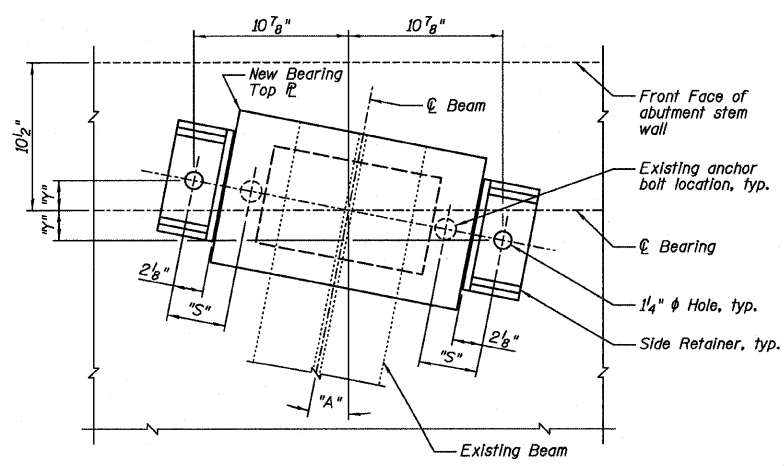 10 7/8"
10 7/8"
New Bearing
Top ℙL
℄ Beam
Front Face of
abutment stem
wall
10 1/2"
"Y"
"Y"
Existing anchor
bolt location, typ.
℄ Bearing
2 1/8"
"S"
1 1/4" ϕ Hole, typ.
2 1/8"
"S"
Side Retainer, typ.
"A"
Existing Beam